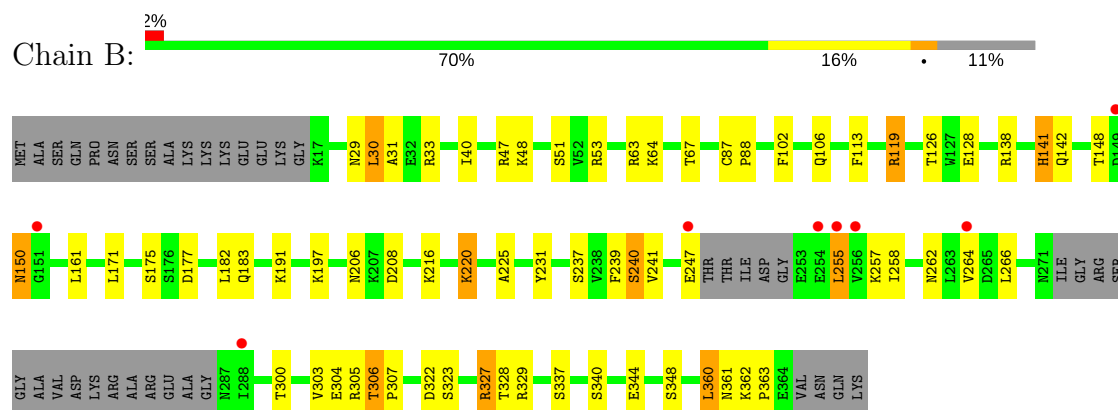 2%
Chain B:
70% 16% • 11%
MET ALA SER GLN PRO ASN SER SER ALA LYS LYS LYS GLU GLU LYS GLY K17 N29 L30 A31 E32 R33 I40 R47 K48 S51 V52 R53 R63 K64 T67 C87 P88 F102 Q106 F113 R119 T126 W127 E128 R138 H141 Q142 T148 D149
N150 G151 L161 L171 S175 S176 D177 L182 Q183 K191 K197 N206 K207 D208 K216 K220 A225 Y231 S237 V238 F239 S240 V241 E247 THR THR ILE ASP GLY E253 E254 L255 V256 K257 I258 N262 L263 V264 D265 L266 N271 ILE GLY ARG SER
GLY ALA VAL ASP LYS ARG ALA ARG GLU ALA GLY N287 I288 T300 V303 E304 R305 T306 P307 D322 S323 R327 T328 R329 S337 S340 E344 S348 L360 N361 K362 P363 E364 VAL ASN GLN LYS